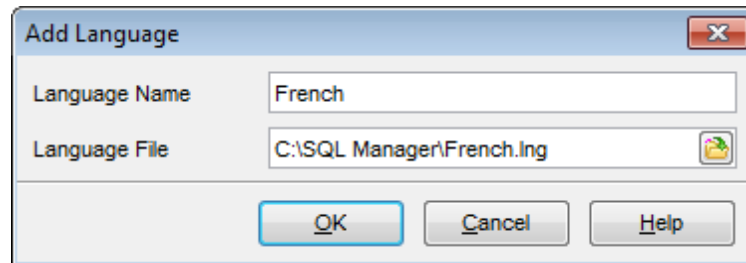 Add Language
Language Name French
Language File C:\SQL Manager\French.lng
OK Cancel Help